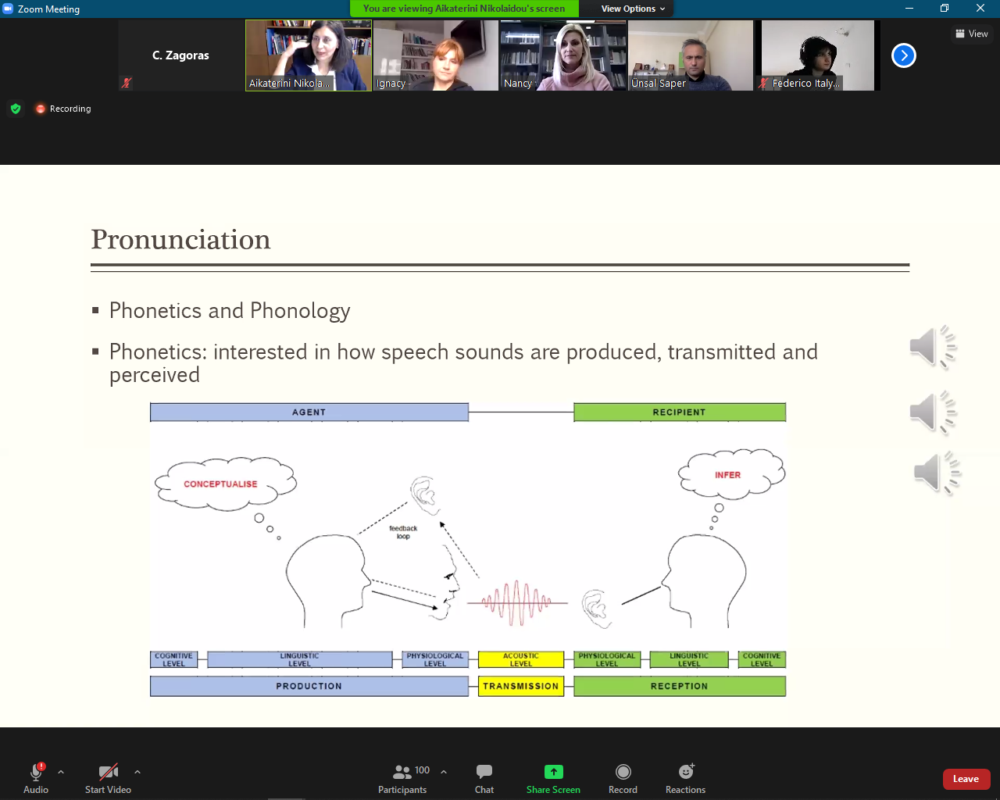 Zoom Meeting
You are viewing Aikaterini Nikolaidou's screen
View Options
C. Zagoras
Aikaterini Nikola...
Ignacy
Nancy
Ünsal Saper
Federico Italy...
View
Recording
Pronunciation
▪ Phonetics and Phonology
▪ Phonetics: interested in how speech sounds are produced, transmitted and
perceived
AGENT
RECIPIENT
CONCEPTUALISE
INFER
feedback
loop
COGNITIVE
LEVEL
LINGUISTIC
LEVEL
PHYSIOLOGICAL
LEVEL
ACOUSTIC
LEVEL
PHYSIOLOGICAL
LEVEL
LINGUISTIC
LEVEL
COGNITIVE
LEVEL
PRODUCTION
TRANSMISSION
RECEPTION
Audio
Start Video
100
Participants
Chat
Share Screen
Record
Reactions
Leave